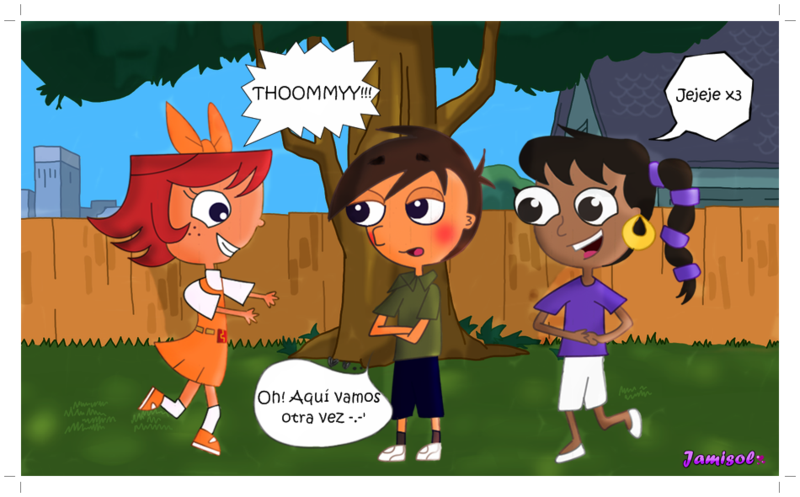 THOOMMYY!!!
Jejeje x3
Oh! Aquí vamos
otra vez -.-'
Jamisol